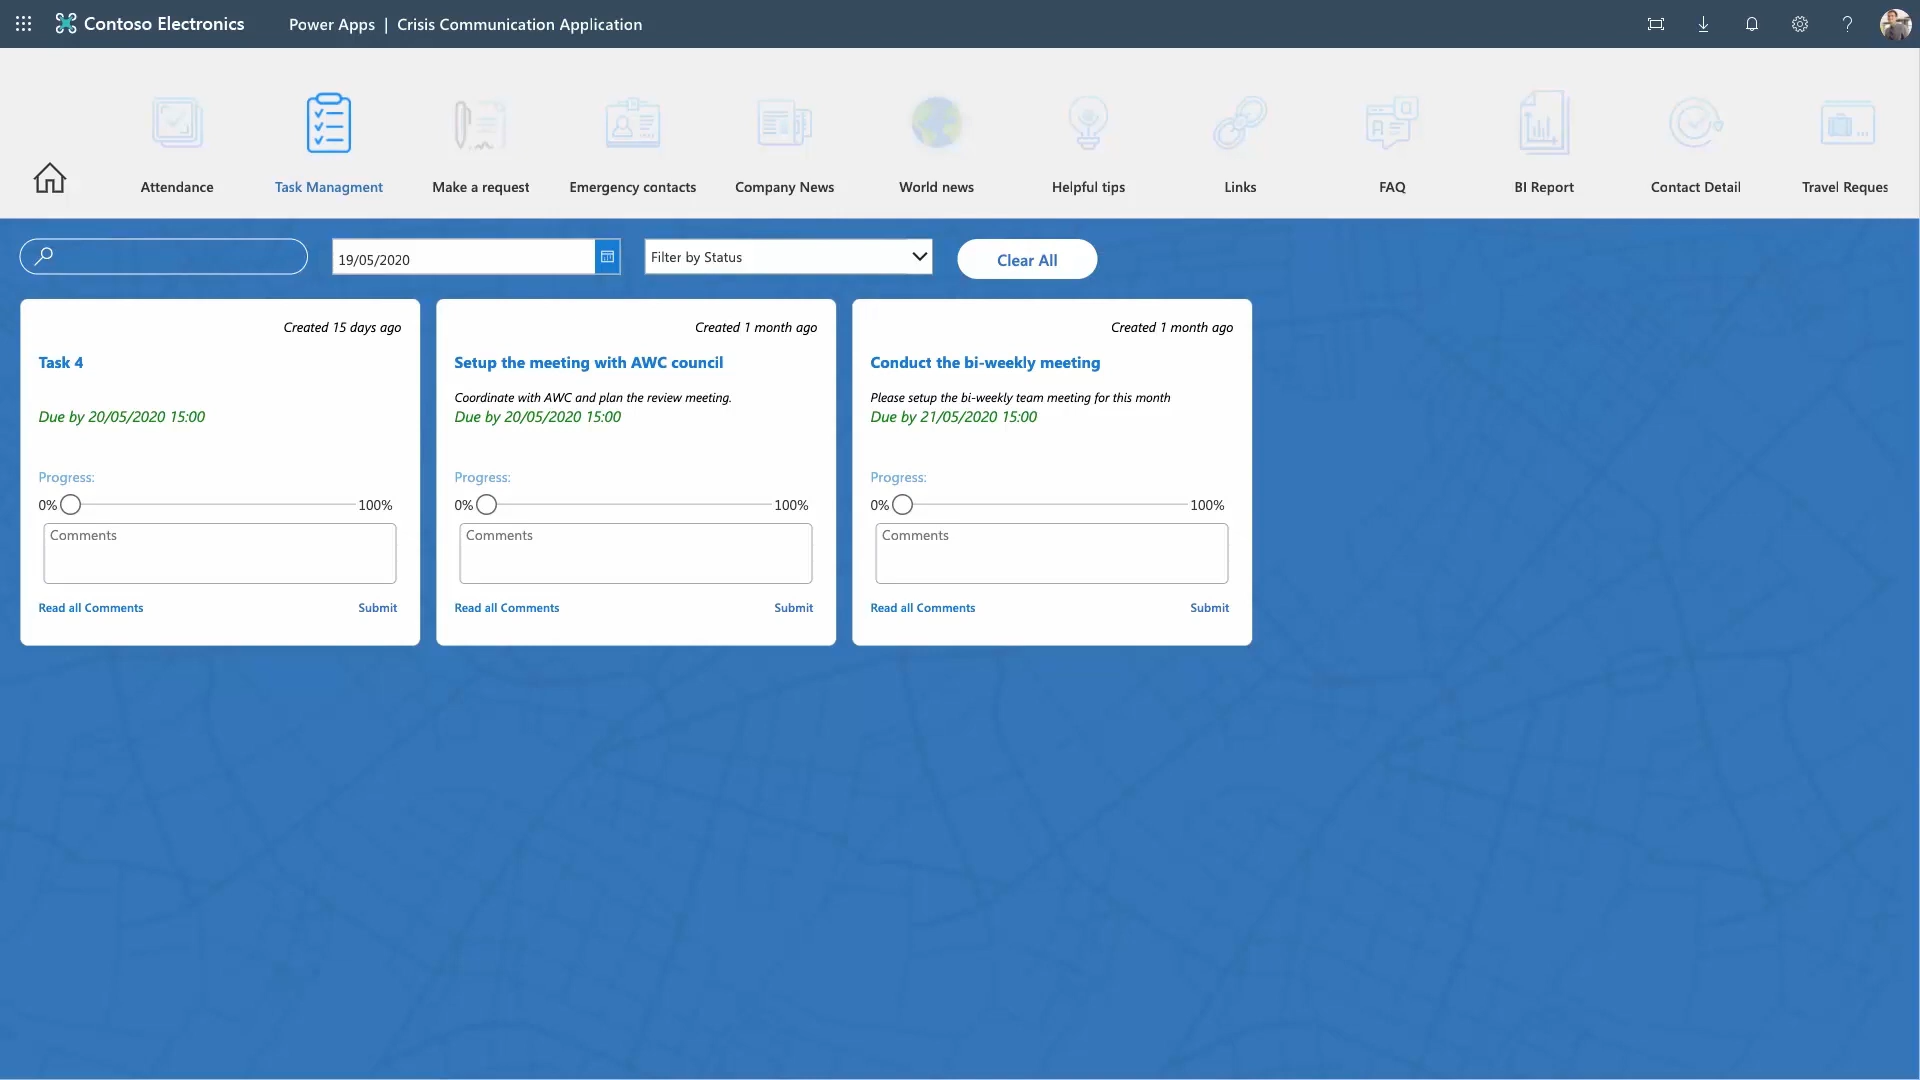 Contoso Electronics
Power Apps | Crisis Communication Application
Attendance
Task Managment
Make a request
Emergency contacts
Company News
World news
Helpful tips
Links
FAQ
BI Report
Contact Detail
Travel Reques
19/05/2020
Filter by Status
Clear All
Created 15 days ago
Task 4
Due by 20/05/2020 15:00
Progress:
0% 100%
Comments
Read all Comments Submit
Created 1 month ago
Setup the meeting with AWC council
Coordinate with AWC and plan the review meeting.
Due by 20/05/2020 15:00
Progress:
0% 100%
Comments
Read all Comments Submit
Created 1 month ago
Conduct the bi-weekly meeting
Please setup the bi-weekly team meeting for this month
Due by 21/05/2020 15:00
Progress:
0% 100%
Comments
Read all Comments Submit